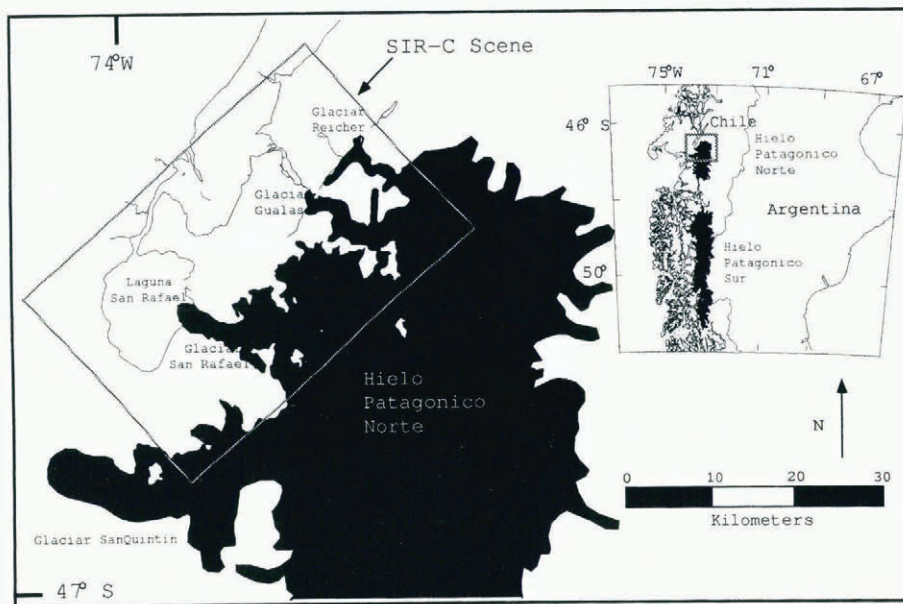 SIR-C Scene
74°W
Glaciar
Reicher
Glaciar
Gualas
Laguna
San Rafael
Glaciar
San Rafael
Hielo
Patagonico
Norte
Glaciar SanQuintin
47° S
75°W
71°
67°
46° S
Chile
Hielo
Patagonico
Norte
Argentina
50°
Hielo
Patagonico
Sur
N
0
10
20
30
Kilometers